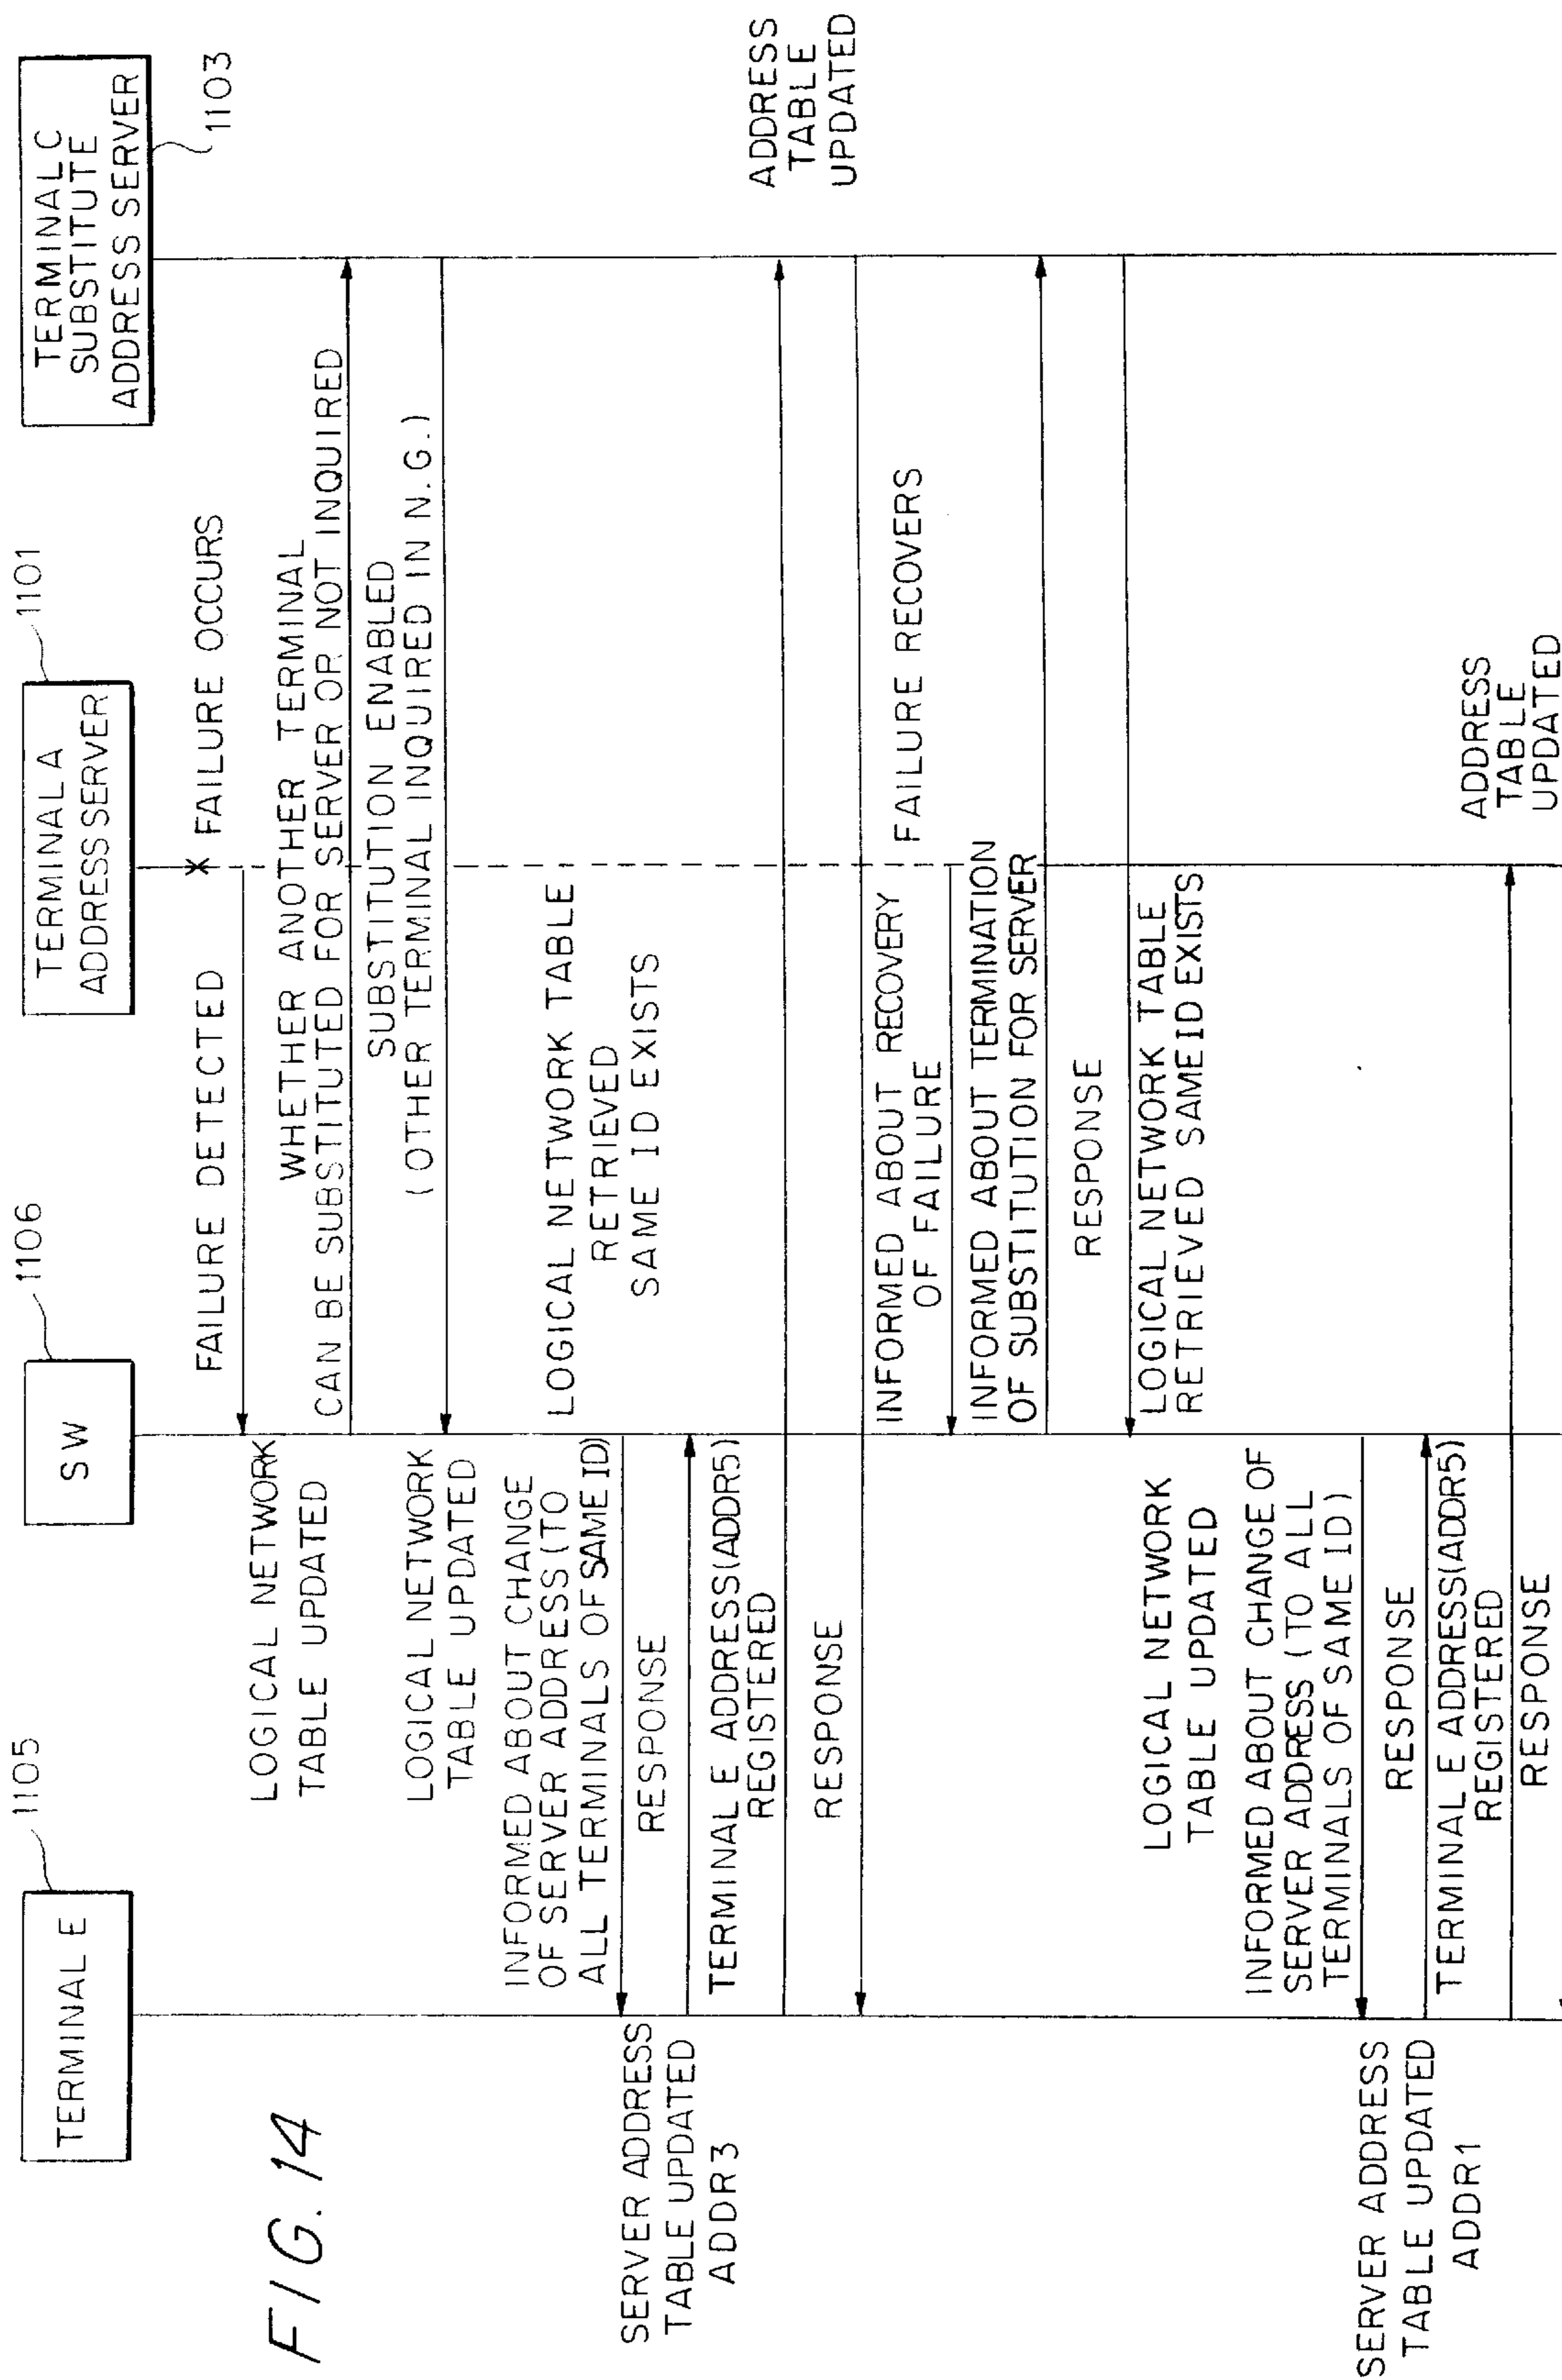 FIG. 14
TERMINAL E
1105
SW
1106
TERMINAL A
ADDRESS SERVER
1101
TERMINAL C
SUBSTITUTE
ADDRESS SERVER
1103
FAILURE DETECTED
FAILURE OCCURS
LOGICAL NETWORK
TABLE UPDATED
WHETHER ANOTHER TERMINAL
CAN BE SUBSTITUTED FOR SERVER OR NOT INQUIRED
SUBSTITUTION ENABLED
(OTHER TERMINAL INQUIRED IN N.G.)
LOGICAL NETWORK
TABLE UPDATED
LOGICAL NETWORK TABLE
RETRIEVED
SAME ID EXISTS
INFORMED ABOUT CHANGE
OF SERVER ADDRESS (TO
ALL TERMINALS OF SAME ID)
SERVER ADDRESS
TABLE UPDATED
ADDR3
RESPONSE
TERMINAL E ADDRESS(ADDR5)
REGISTERED
ADDRESS
TABLE
UPDATED
RESPONSE
FAILURE RECOVERS
INFORMED ABOUT RECOVERY
OF FAILURE
INFORMED ABOUT TERMINATION
OF SUBSTITUTION FOR SERVER
RESPONSE
LOGICAL NETWORK TABLE
RETRIEVED SAME ID EXISTS
LOGICAL NETWORK
TABLE UPDATED
INFORMED ABOUT CHANGE OF
SERVER ADDRESS (TO ALL
TERMINALS OF SAME ID)
SERVER ADDRESS
TABLE UPDATED
ADDR1
RESPONSE
TERMINAL E ADDRESS(ADDR5)
REGISTERED
ADDRESS
TABLE
UPDATED
RESPONSE